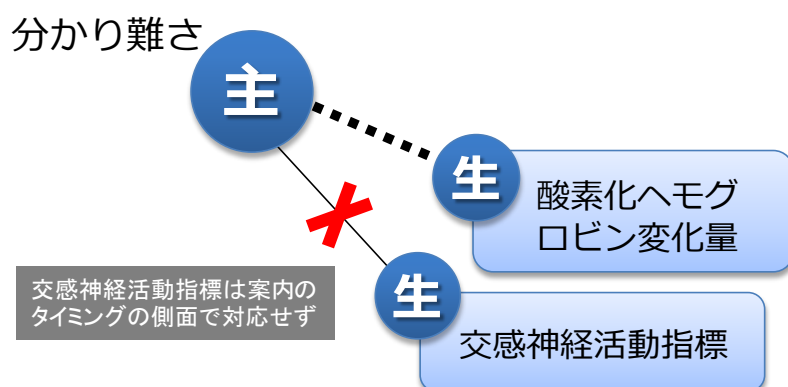 分かり難さ
主
生
酸素化ヘモグ
ロビン変化量
交感神経活動指標は案内の
タイミングの側面で対応せず
生
交感神経活動指標